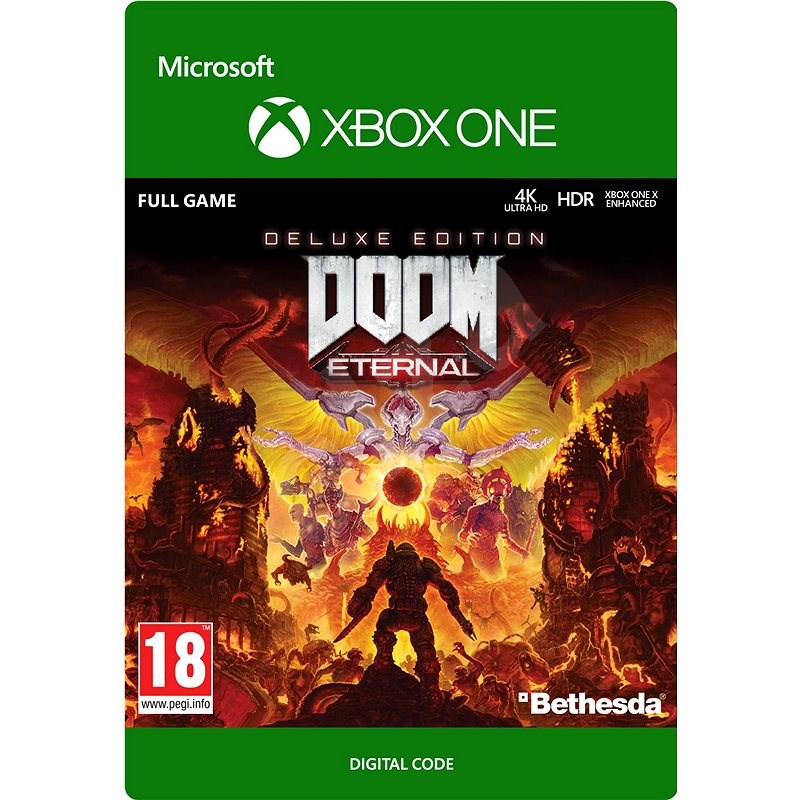 Microsoft
XBOX ONE
FULL GAME
4K
ULTRA HD
HDR
XBOX ONE X
ENHANCED
DELUXE EDITION
DOOM
ETERNAL
18™
www.pegi.info
Bethesda®
DIGITAL CODE